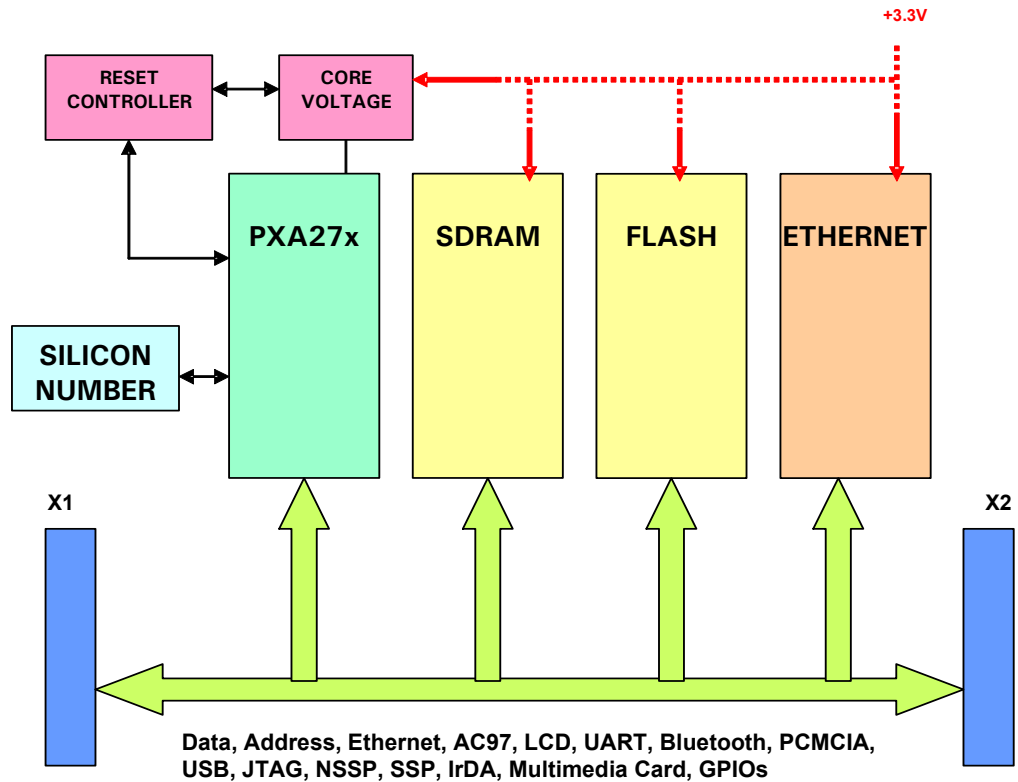 +3.3V
RESET
CONTROLLER
CORE
VOLTAGE
PXA27x
SDRAM
FLASH
ETHERNET
SILICON
NUMBER
X1
X2
Data, Address, Ethernet, AC97, LCD, UART, Bluetooth, PCMCIA,
USB, JTAG, NSSP, SSP, IrDA, Multimedia Card, GPIOs